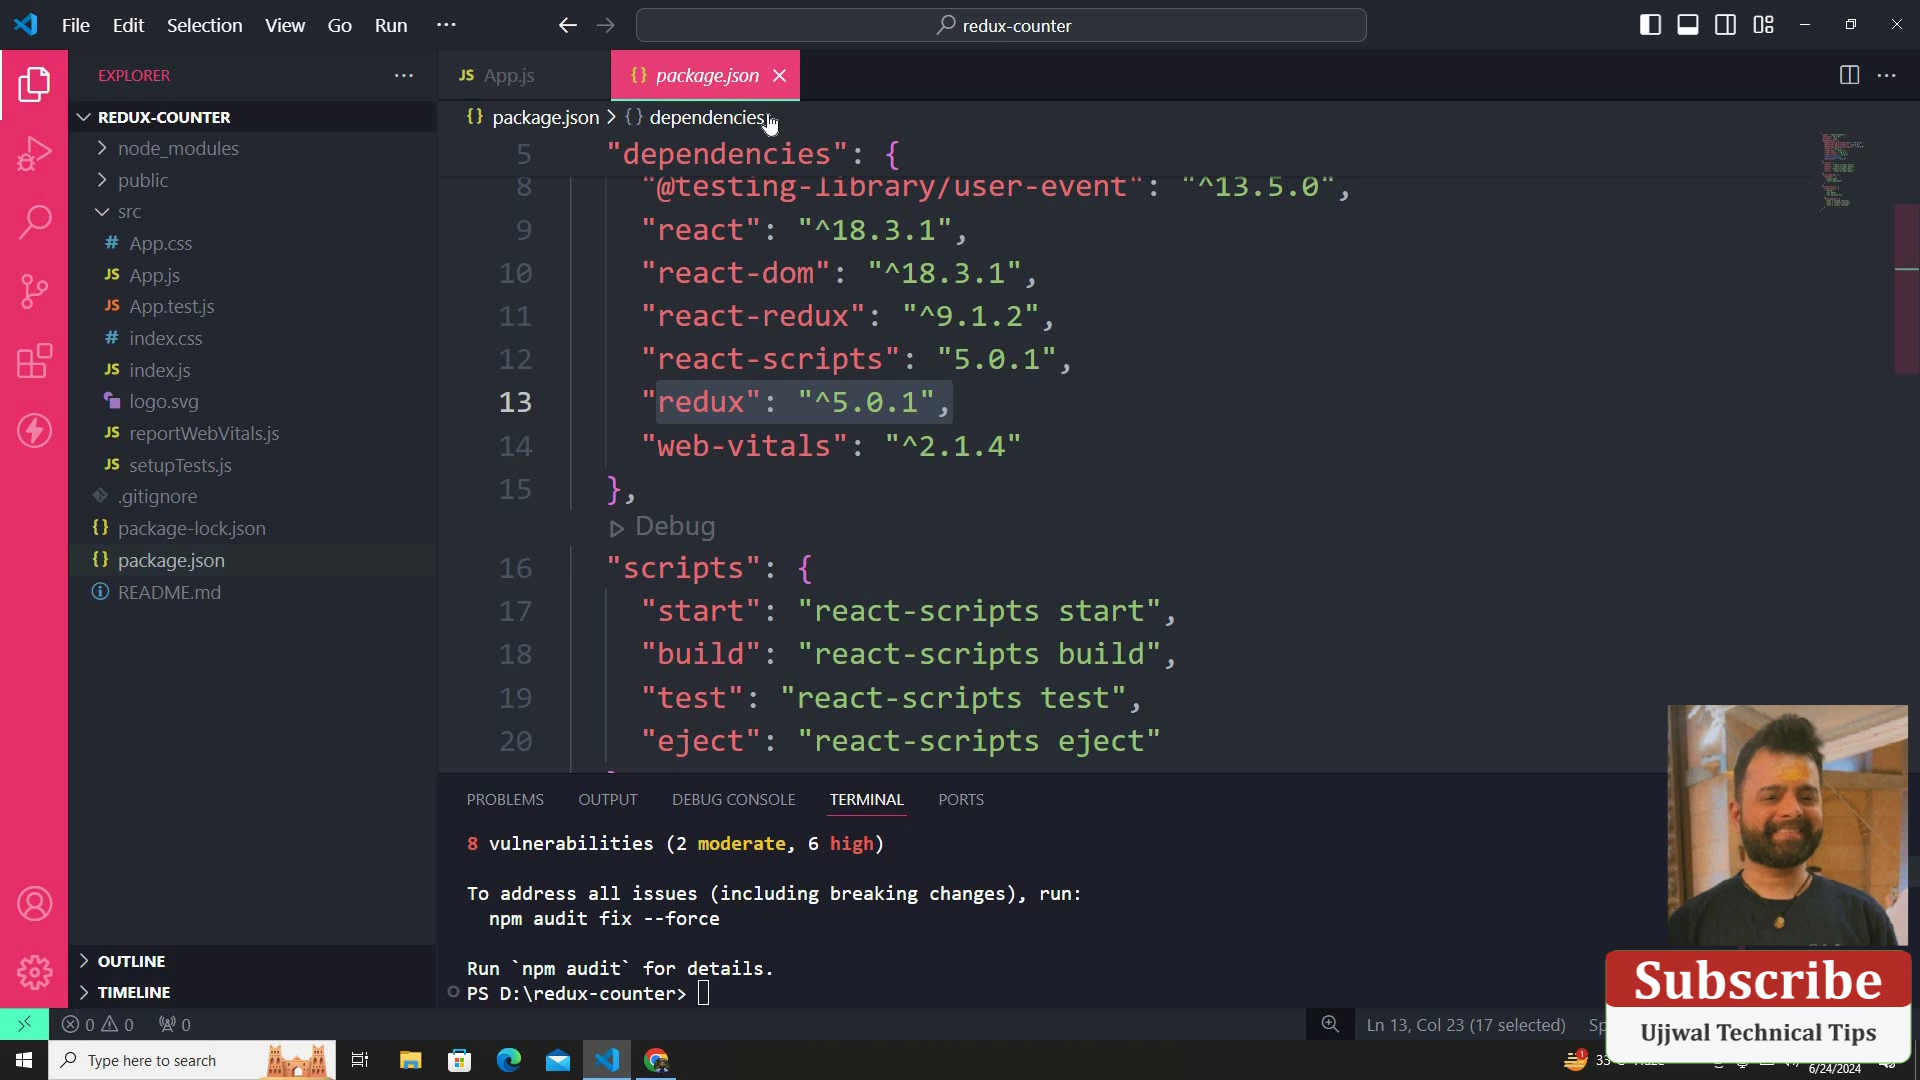 File Edit Selection View Go Run ···
redux-counter
EXPLORER
JS App.js
{} package.json
{} package.json > {} dependencies
REDUX-COUNTER
node_modules
public
src
# App.css
JS App.js
JS App.test.js
# index.css
JS index.js
logo.svg
JS reportWebVitals.js
JS setupTests.js
.gitignore
{} package-lock.json
{} package.json
README.md
OUTLINE
TIMELINE
5 "dependencies": {
8 "@testing-library/user-event": "^13.5.0",
9 "react": "^18.3.1",
10 "react-dom": "^18.3.1",
11 "react-redux": "^9.1.2",
12 "react-scripts": "5.0.1",
13 "redux": "^5.0.1",
14 "web-vitals": "^2.1.4"
15 },
Debug
16 "scripts": {
17 "start": "react-scripts start",
18 "build": "react-scripts build",
19 "test": "react-scripts test",
20 "eject": "react-scripts eject"
PROBLEMS OUTPUT DEBUG CONSOLE TERMINAL PORTS
8 vulnerabilities (2 moderate, 6 high)
To address all issues (including breaking changes), run:
npm audit fix --force
Run `npm audit` for details.
PS D:\redux-counter>
0 0 0
Ln 13, Col 23 (17 selected)
Subscribe
Ujjwal Technical Tips
Type here to search
6/24/2024